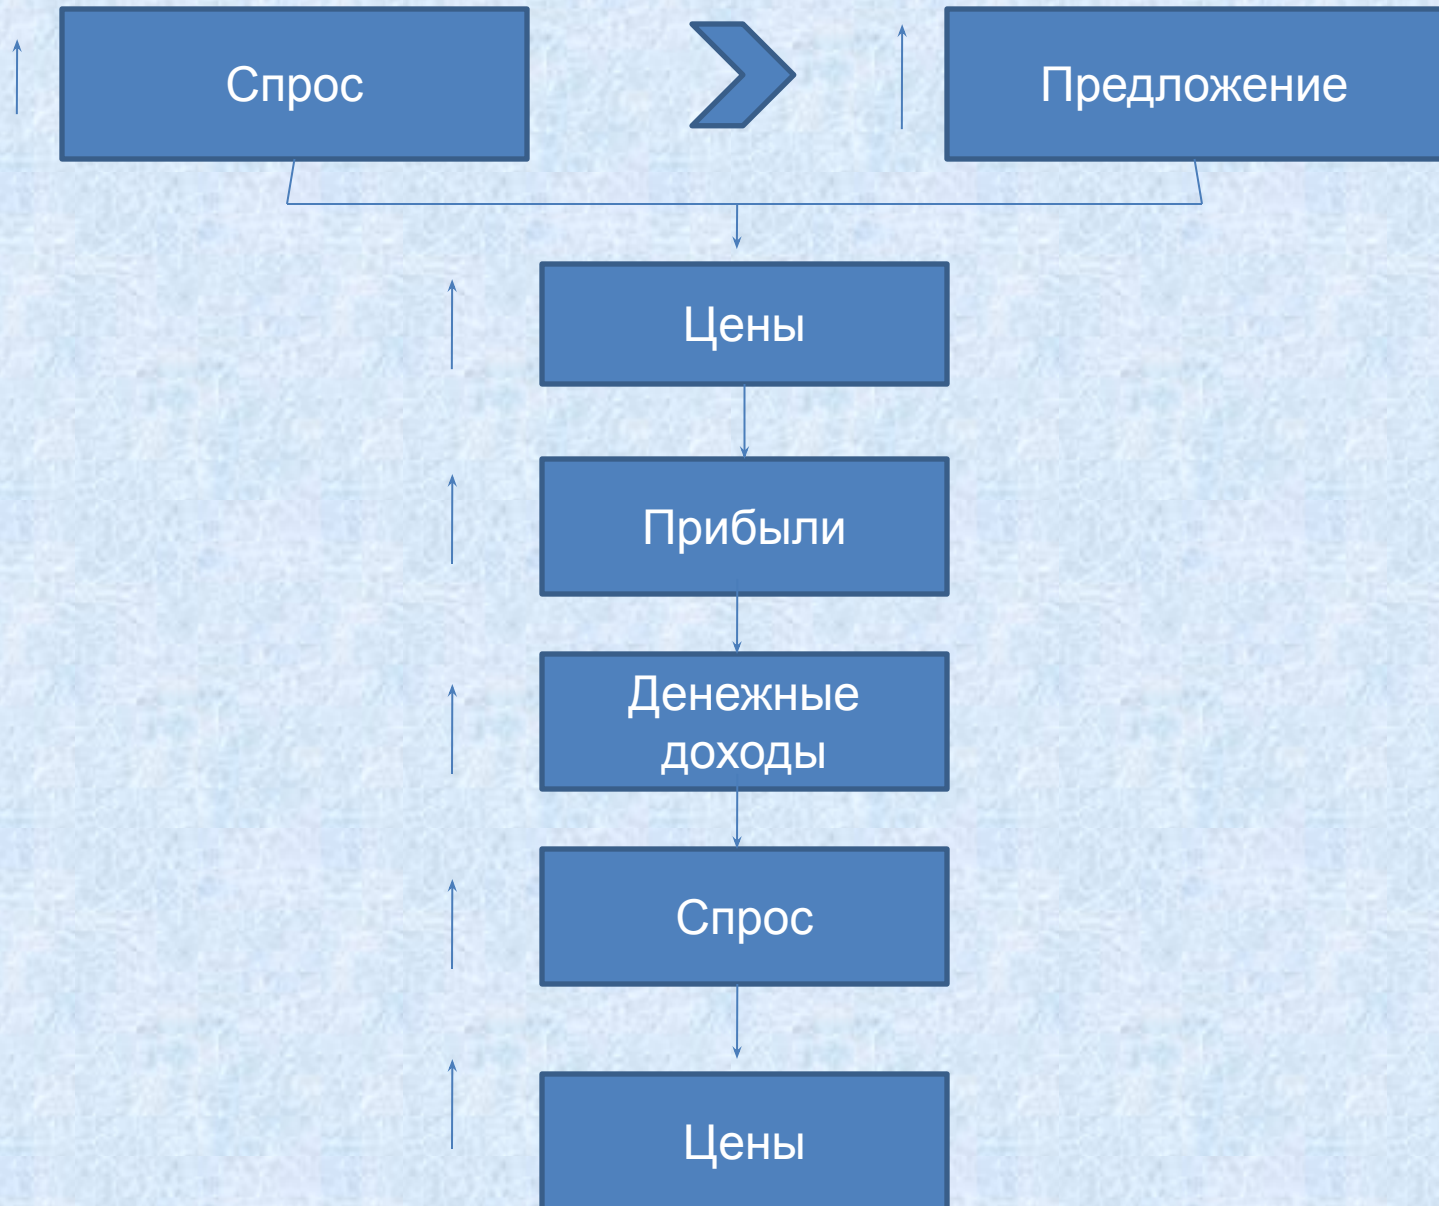 Спрос
Предложение
Цены
Прибыли
Денежные
доходы
Спрос
Цены